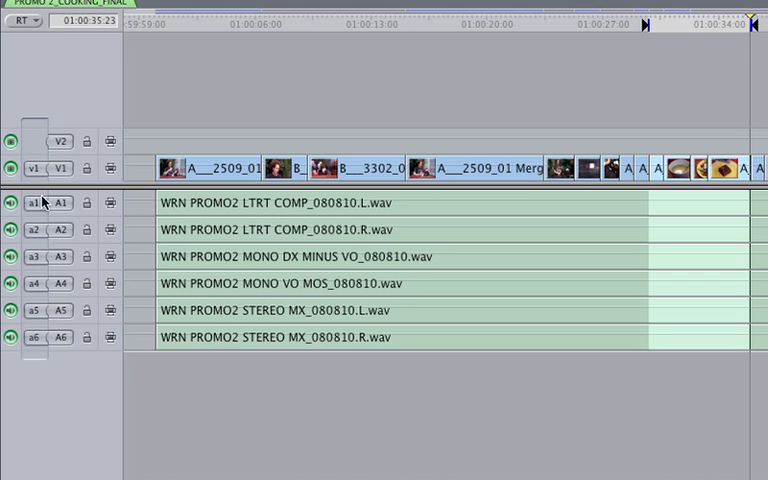 PROMO 2_COOKING_FINAL
RT 01:00:35:23 :59:59:00 01:00:06:00 01:00:13:00 01:00:20:00 01:00:27:00 01:00:34:00
V2
v1 V1 A___2509_01 B_ B___3302_0 A___2509_01 Merg A A A A A
a1 A1 WRN PROMO2 LTRT COMP_080810.L.wav
a2 A2 WRN PROMO2 LTRT COMP_080810.R.wav
a3 A3 WRN PROMO2 MONO DX MINUS VO_080810.wav
a4 A4 WRN PROMO2 MONO VO MOS_080810.wav
a5 A5 WRN PROMO2 STEREO MX_080810.L.wav
a6 A6 WRN PROMO2 STEREO MX_080810.R.wav